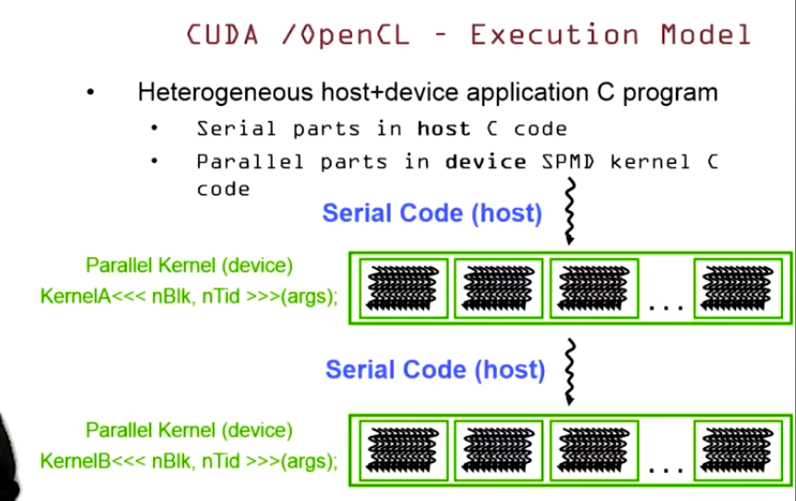 CUDA /OpenCL - Execution Model
• Heterogeneous host+device application C program
• Serial parts in host C code
• Parallel parts in device SPMD kernel C
code
Serial Code (host)
Parallel Kernel (device)
KernelA<<< nBlk, nTid >>>(args);
...
Serial Code (host)
Parallel Kernel (device)
KernelB<<< nBlk, nTid >>>(args);
...